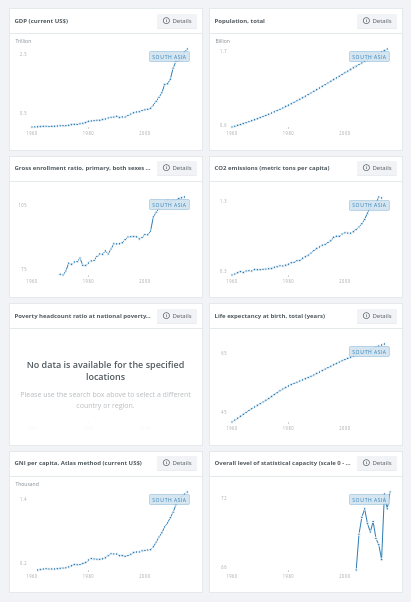 GDP (current US$)
Details
Trillion
2.5
SOUTH ASIA
0.5
1960 1980 2000
Population, total
Details
Billion
1.7
SOUTH ASIA
0.6
1960 1980 2000
Gross enrollment ratio, primary, both sexes ...
Details
105
SOUTH ASIA
75
1960 1980 2000
CO2 emissions (metric tons per capita)
Details
1.3
SOUTH ASIA
0.3
1960 1980 2000
Poverty headcount ratio at national poverty...
Details
No data is available for the specified
locations
Please use the search box above to select a different
country or region.
Life expectancy at birth, total (years)
Details
65
SOUTH ASIA
45
1960 1980 2000
GNI per capita, Atlas method (current US$)
Details
Thousand
1.4
SOUTH ASIA
0.2
1960 1980 2000
Overall level of statistical capacity (scale 0 - ...
Details
72
SOUTH ASIA
66
1960 1980 2000